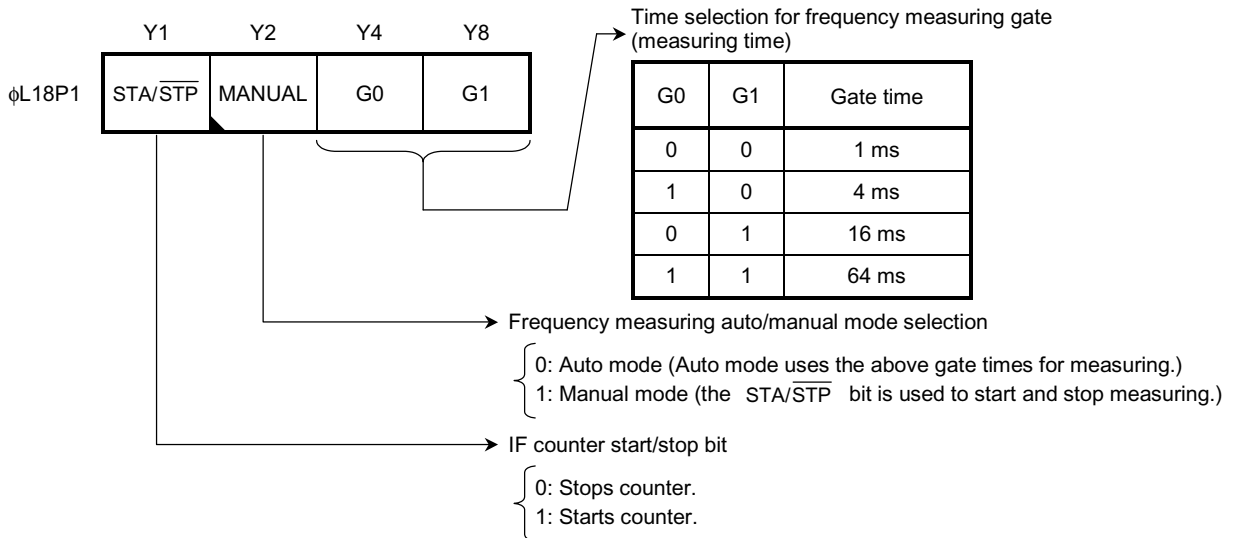 Time selection for frequency measuring gate
(measuring time)
Y1 Y2 Y4 Y8
ϕL18P1 STA/S̅T̅P̅ MANUAL G0 G1
G0 G1 Gate time
0 0 1 ms
1 0 4 ms
0 1 16 ms
1 1 64 ms
Frequency measuring auto/manual mode selection
0: Auto mode (Auto mode uses the above gate times for measuring.)
1: Manual mode (the STA/S̅T̅P̅ bit is used to start and stop measuring.)
IF counter start/stop bit
0: Stops counter.
1: Starts counter.